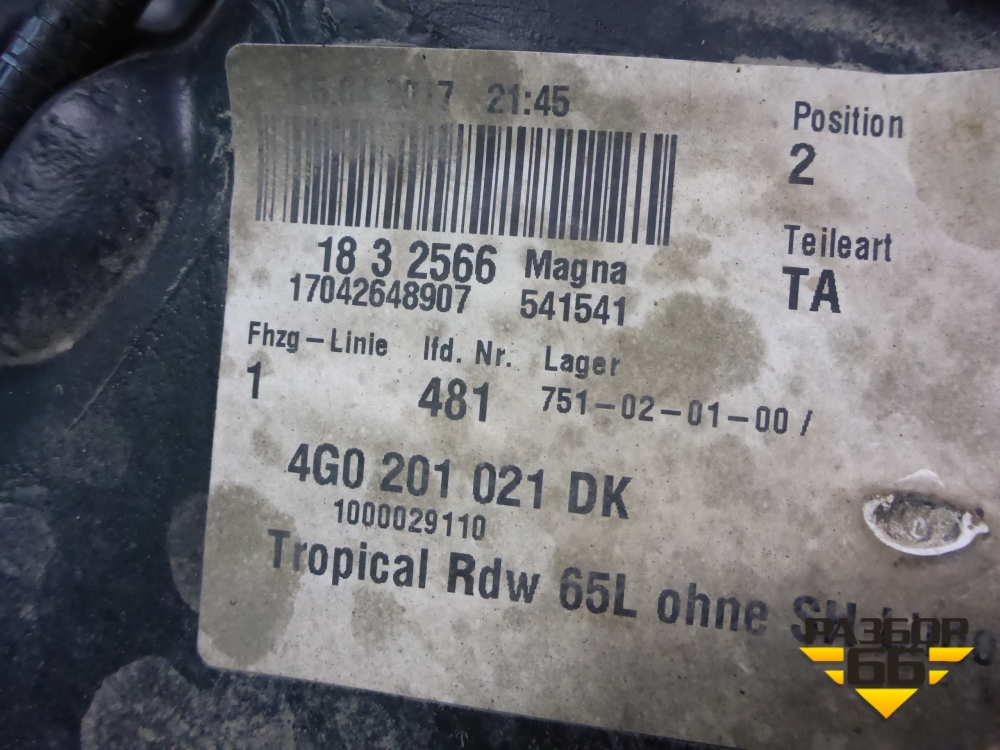 21:45
Position
2
18 3 2566 Magna
17042648907 541541
Teileart
TA
Fhzg-Linie lfd. Nr. Lager
1 481 751-02-01-00/
4G0 201 021 DK
1000029110
Tropical Rdw 65L ohne
РАЗБОР
66